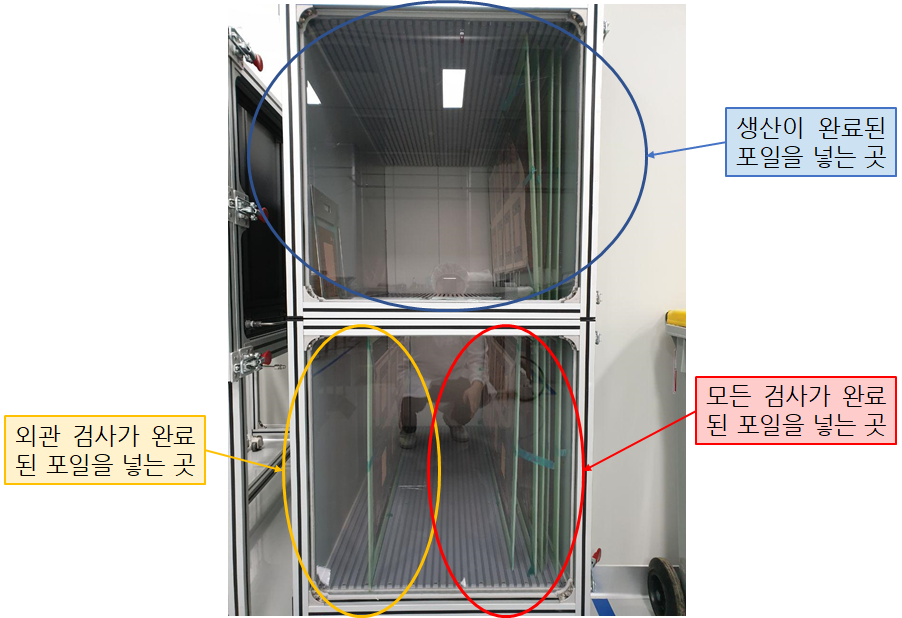 생산이 완료된
포일을 넣는 곳
모든 검사가 완료
된 포일을 넣는 곳
외관 검사가 완료
된 포일을 넣는 곳